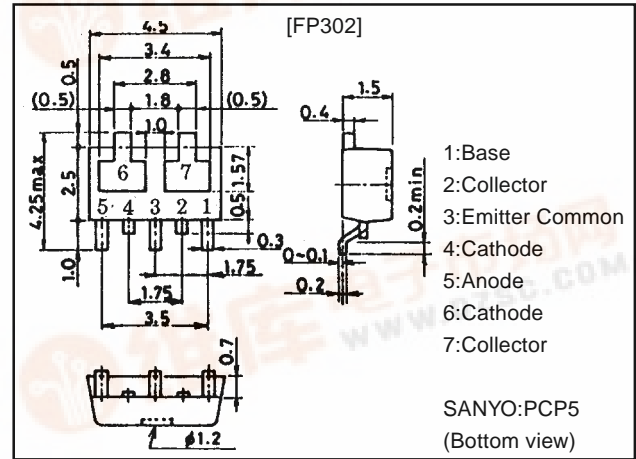 [FP302]
4.5
3.4
2.8
(0.5) 1.8 (0.5)
1.0
0.5
4.25max
2.5
1.0
1.57
0.5
6 7
5 4 3 2 1
0.3
1.75
1.75
3.5
0.7
φ1.2
1.5
0.4
0.2min
0~0.1
0.2
1:Base
2:Collector
3:Emitter Common
4:Cathode
5:Anode
6:Cathode
7:Collector
SANYO:PCP5
(Bottom view)